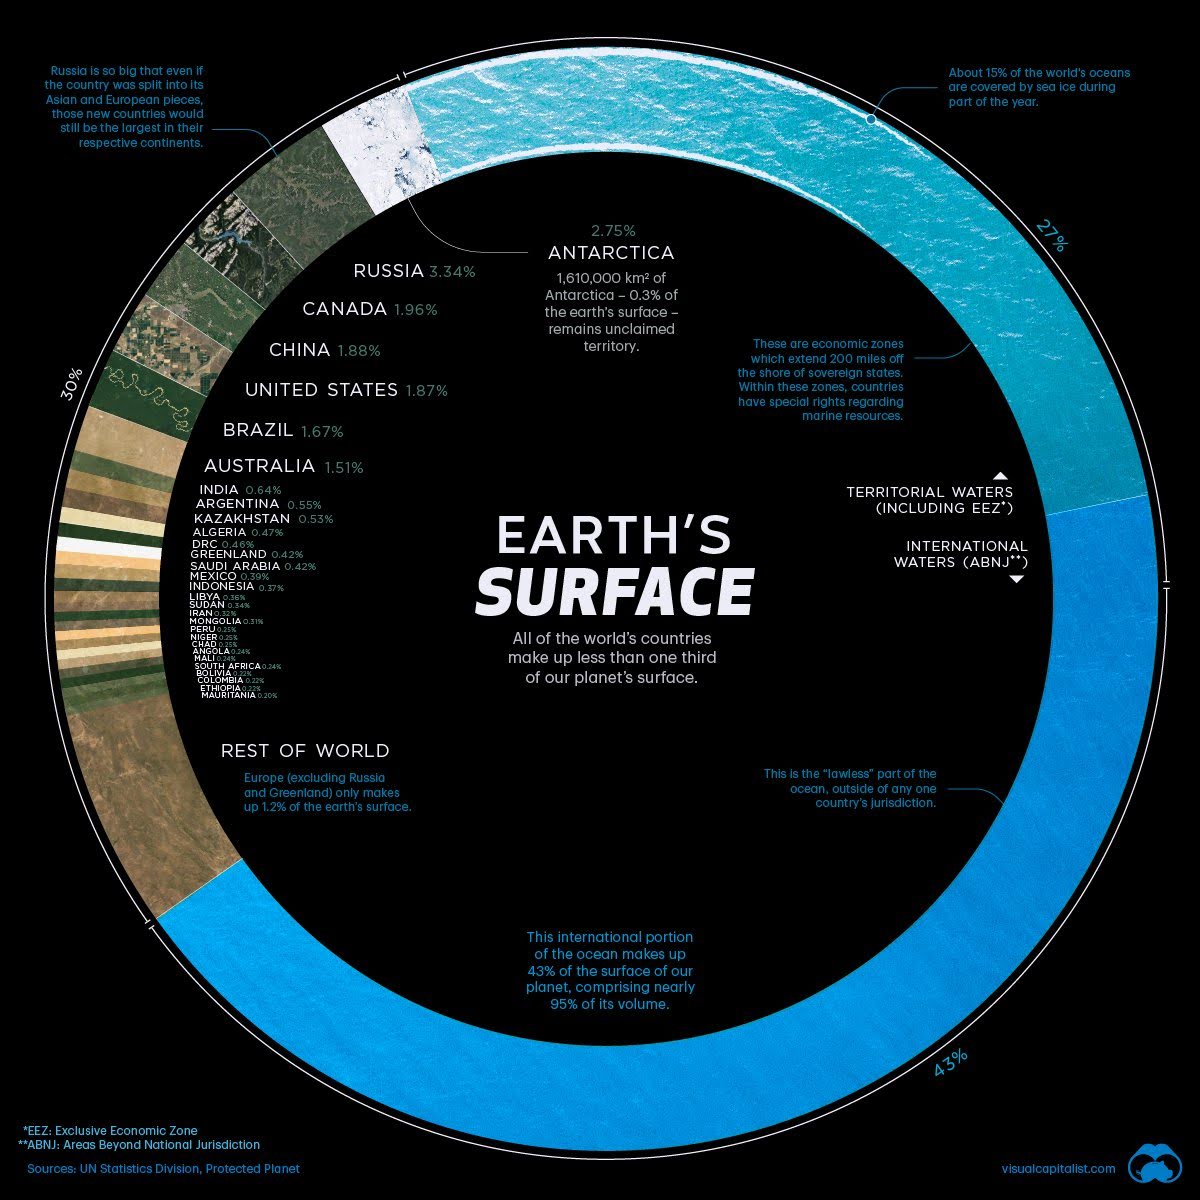 Russia is so big that even if
the country was split into its
Asian and European pieces,
those new countries would
still be the largest in their
respective continents.
About 15% of the world's oceans
are covered by sea ice during
part of the year.
27%
2.75%
ANTARCTICA
1,610,000 km² of
Antarctica – 0.3% of
the earth's surface –
remains unclaimed
territory.
RUSSIA 3.34%
CANADA 1.96%
CHINA 1.88%
UNITED STATES 1.87%
BRAZIL 1.67%
AUSTRALIA 1.51%
INDIA 0.64%
ARGENTINA 0.55%
KAZAKHSTAN 0.53%
ALGERIA 0.47%
DRC 0.46%
GREENLAND 0.42%
SAUDI ARABIA 0.42%
MEXICO 0.39%
INDONESIA 0.37%
LIBYA 0.36%
SUDAN 0.34%
IRAN 0.32%
MONGOLIA 0.31%
PERU 0.25%
NIGER 0.25%
CHAD 0.25%
ANGOLA 0.24%
MALI 0.24%
SOUTH AFRICA 0.24%
BOLIVIA 0.22%
COLOMBIA 0.22%
ETHIOPIA 0.22%
MAURITANIA 0.20%
30%
These are economic zones
which extend 200 miles off
the shore of sovereign states.
Within these zones, countries
have special rights regarding
marine resources.
TERRITORIAL WATERS
(INCLUDING EEZ*)
INTERNATIONAL
WATERS (ABNJ**)
EARTH'S
SURFACE
All of the world's countries
make up less than one third
of our planet's surface.
REST OF WORLD
Europe (excluding Russia
and Greenland) only makes
up 1.2% of the earth's surface.
This is the "lawless" part of the
ocean, outside of any one
country's jurisdiction.
This international portion
of the ocean makes up
43% of the surface of our
planet, comprising nearly
95% of its volume.
43%
*EEZ: Exclusive Economic Zone
**ABNJ: Areas Beyond National Jurisdiction
Sources: UN Statistics Division, Protected Planet
visualcapitalist.com